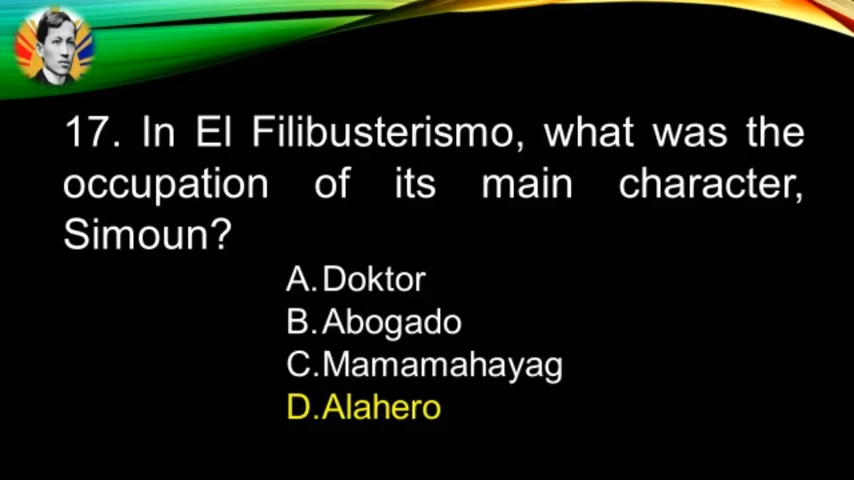 17. In El Filibusterismo, what was the
occupation of its main character,
Simoun?
A. Doktor
B. Abogado
C. Mamamahayag
D. Alahero